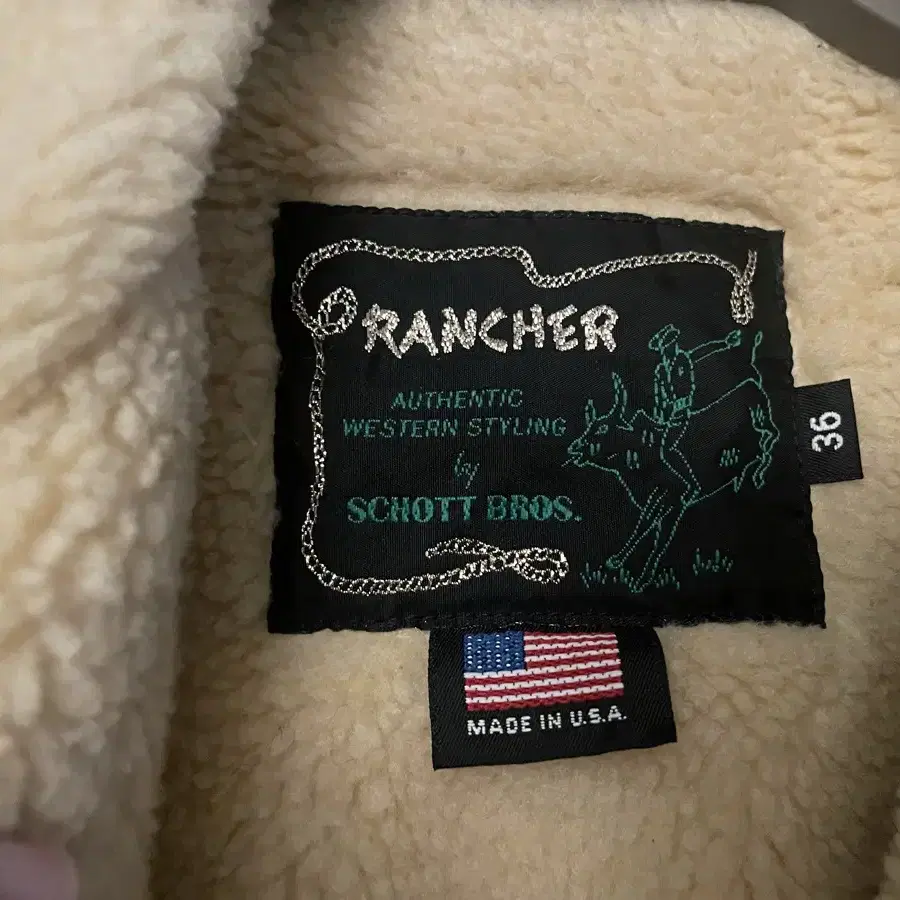 RANCHER
AUTHENTIC
WESTERN STYLING
by
SCHOTT BROS.
36
MADE IN U.S.A.